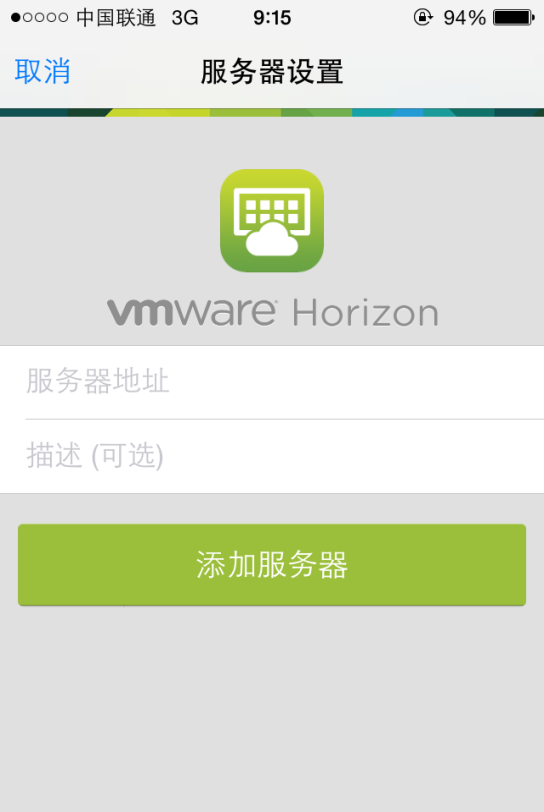 中国联通 3G 9:15 94%
取消 服务器设置
vmware Horizon
服务器地址
描述 (可选)
添加服务器